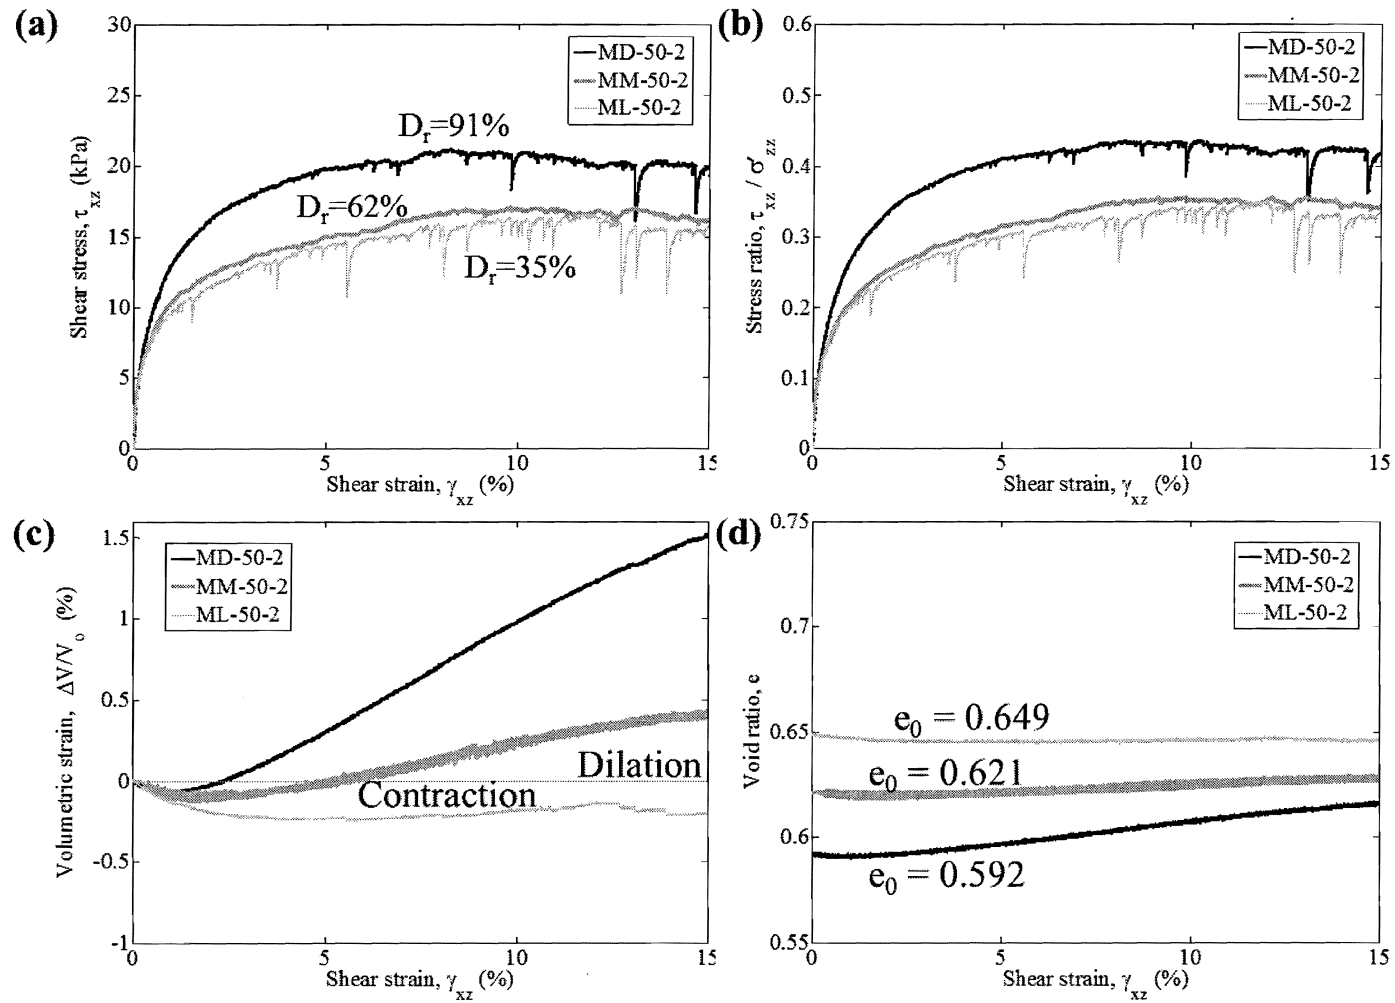 (a)
30
25
20
15
10
5
0
Shear stress, τxz (kPa)
MD-50-2
MM-50-2
ML-50-2
Dr=91%
Dr=62%
Dr=35%
0 5 10 15
Shear strain, γxz (%)
(b)
0.6
0.5
0.4
0.3
0.2
0.1
0
Stress ratio, τxz / σ'zz
MD-50-2
MM-50-2
ML-50-2
0 5 10 15
Shear strain, γxz (%)
(c)
1.5
1
0.5
0
-0.5
-1
Volumetric strain, ΔV/Vo (%)
MD-50-2
MM-50-2
ML-50-2
Dilation
Contraction
0 5 10 15
Shear strain, γxz (%)
(d)
0.75
0.7
0.65
0.6
0.55
Void ratio, e
MD-50-2
MM-50-2
ML-50-2
e0 = 0.649
e0 = 0.621
e0 = 0.592
0 5 10 15
Shear strain, γxz (%)